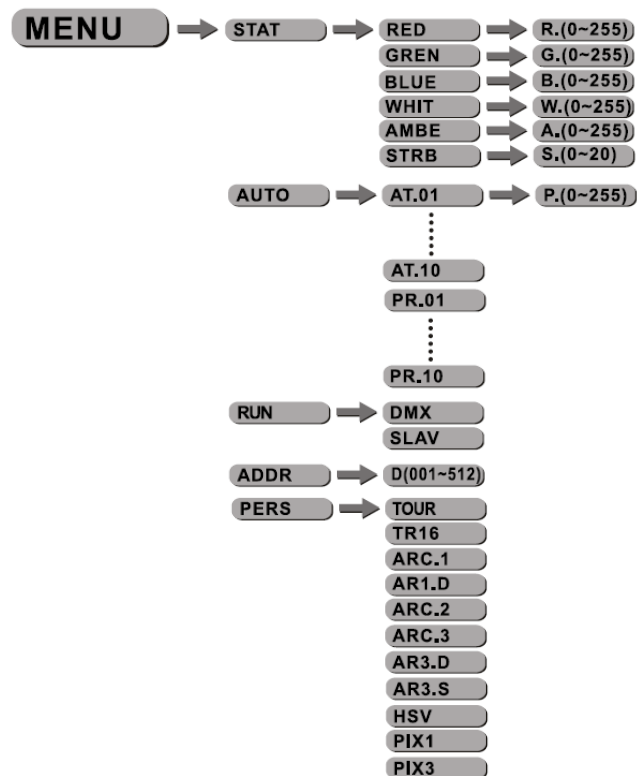 MENU STAT RED R.(0~255)
GREN G.(0~255)
BLUE B.(0~255)
WHIT W.(0~255)
AMBE A.(0~255)
STRB S.(0~20)
AUTO AT.01 P.(0~255)
AT.10
PR.01
PR.10
RUN DMX
SLAV
ADDR D(001~512)
PERS TOUR
TR16
ARC.1
AR1.D
ARC.2
ARC.3
AR3.D
AR3.S
HSV
PIX1
PIX3